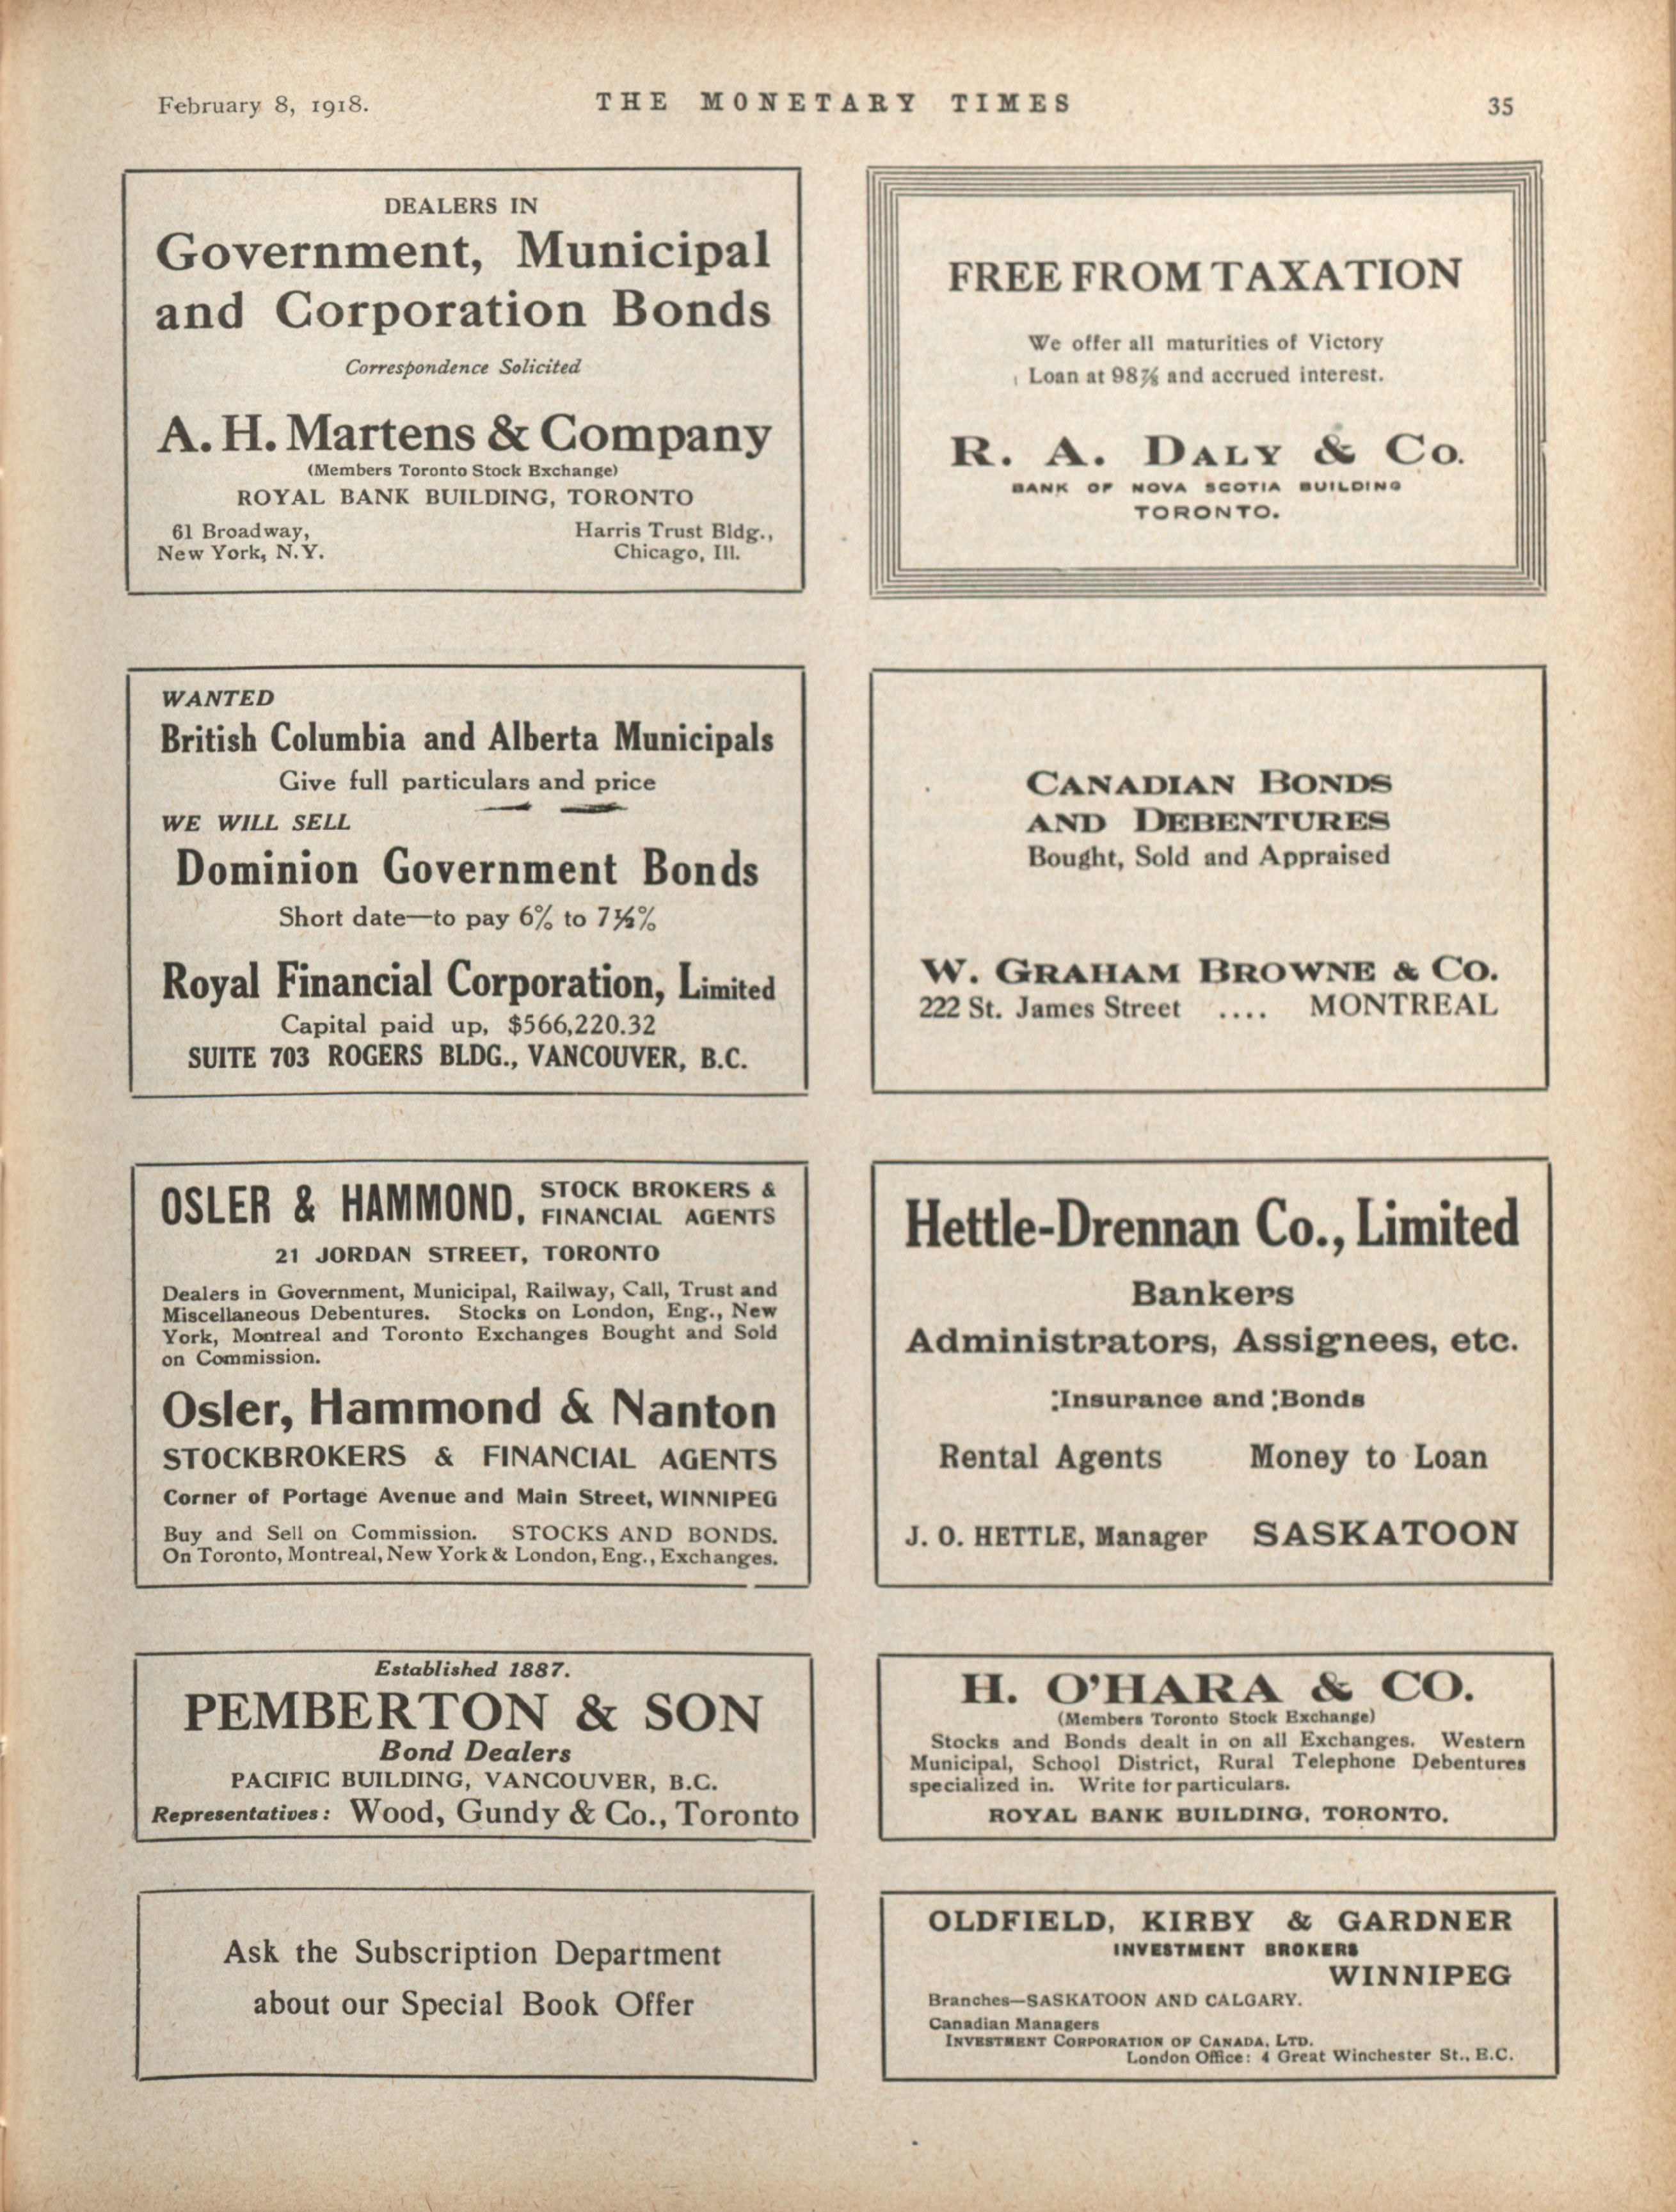 February 8, 1918.
THE MONETARY TIMES
35
DEALERS IN
Government, Municipal
and Corporation Bonds
Correspondence Solicited
A. H. Martens & Company
(Members Toronto Stock Exchange)
ROYAL BANK BUILDING, TORONTO
61 Broadway,
New York, N.Y.
Harris Trust Bldg.,
Chicago, Ill.
FREE FROM TAXATION
We offer all maturities of Victory
Loan at 98⅞ and accrued interest.
R. A. DALY & CO.
BANK OF NOVA SCOTIA BUILDING
TORONTO.
WANTED
British Columbia and Alberta Municipals
Give full particulars and price
WE WILL SELL
Dominion Government Bonds
Short date—to pay 6% to 7½%
Royal Financial Corporation, Limited
Capital paid up, $566,220.32
SUITE 703 ROGERS BLDG., VANCOUVER, B.C.
CANADIAN BONDS
AND DEBENTURES
Bought, Sold and Appraised
W. GRAHAM BROWNE & CO.
222 St. James Street .... MONTREAL
OSLER & HAMMOND, STOCK BROKERS &
FINANCIAL AGENTS
21 JORDAN STREET, TORONTO
Dealers in Government, Municipal, Railway, Call, Trust and
Miscellaneous Debentures. Stocks on London, Eng., New
York, Montreal and Toronto Exchanges Bought and Sold
on Commission.
Osler, Hammond & Nanton
STOCKBROKERS & FINANCIAL AGENTS
Corner of Portage Avenue and Main Street, WINNIPEG
Buy and Sell on Commission. STOCKS AND BONDS.
On Toronto, Montreal, New York & London, Eng., Exchanges.
Hettle-Drennan Co., Limited
Bankers
Administrators, Assignees, etc.
Insurance and Bonds
Rental Agents Money to Loan
J. O. HETTLE, Manager SASKATOON
Established 1887.
PEMBERTON & SON
Bond Dealers
PACIFIC BUILDING, VANCOUVER, B.C.
Representatives: Wood, Gundy & Co., Toronto
H. O'HARA & CO.
(Members Toronto Stock Exchange)
Stocks and Bonds dealt in on all Exchanges. Western
Municipal, School District, Rural Telephone Debentures
specialized in. Write for particulars.
ROYAL BANK BUILDING, TORONTO.
Ask the Subscription Department
about our Special Book Offer
OLDFIELD, KIRBY & GARDNER
INVESTMENT BROKERS
WINNIPEG
Branches—SASKATOON AND CALGARY.
Canadian Managers
INVESTMENT CORPORATION OF CANADA, LTD.
London Office: 4 Great Winchester St., E.C.